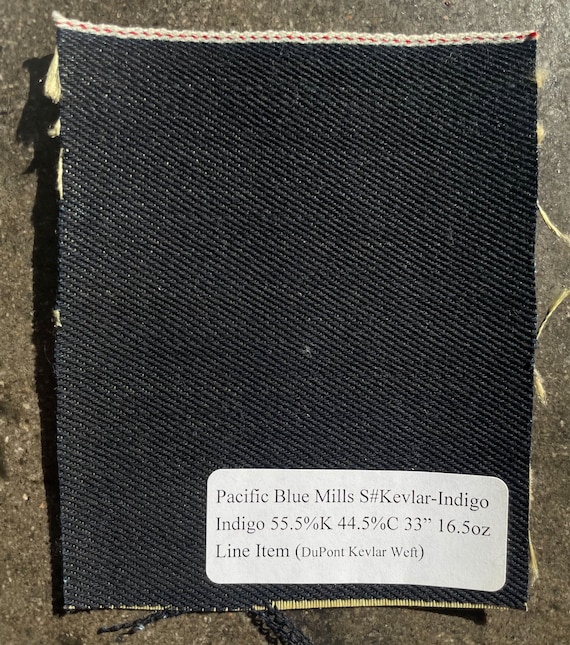 Pacific Blue Mills S#Kevlar-Indigo
Indigo 55.5%K 44.5%C 33” 16.5oz
Line Item (DuPont Kevlar Weft)